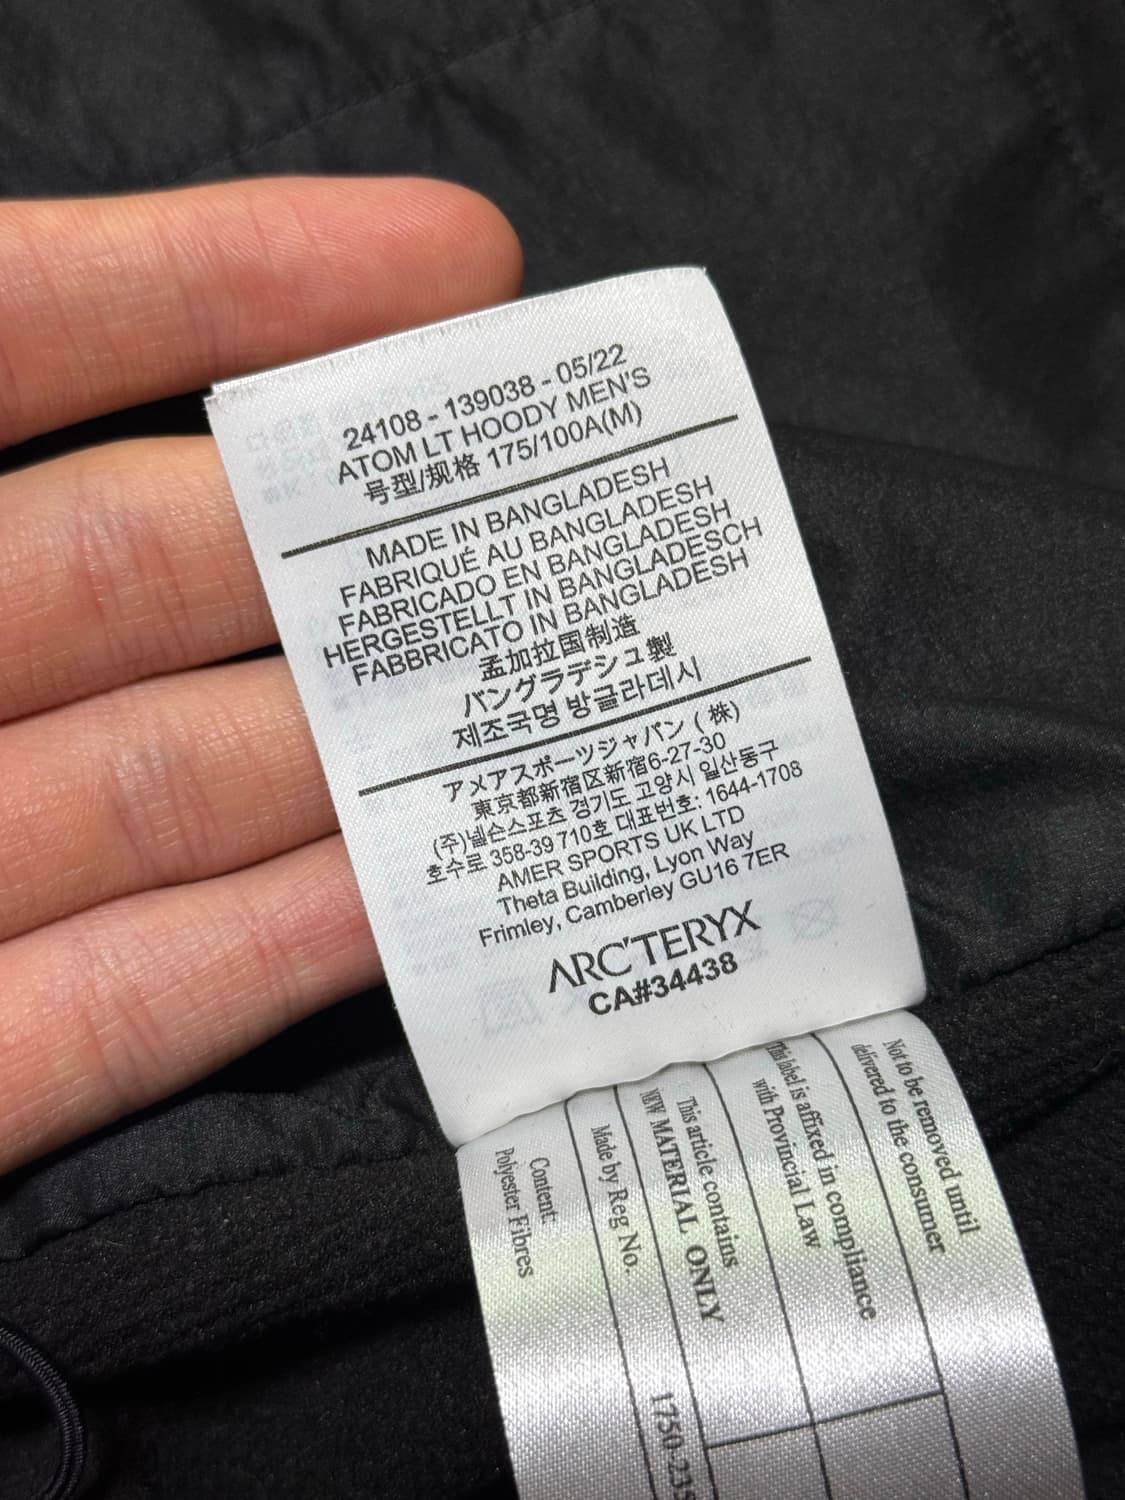 24108 - 139038 - 05/22
ATOM LT HOODY MEN'S
号型/规格 175/100A(M)
MADE IN BANGLADESH
FABRIQUÉ AU BANGLADESH
FABRICADO EN BANGLADESH
HERGESTELLT IN BANGLADESCH
FABBRICATO IN BANGLADESH
孟加拉国制造
バングラデシュ製
제조국명 방글라데시
アメアスポーツジャパン ( 株)
東京都新宿区新宿6-27-30
(주)넬슨스포츠 경기도 고양시 일산동구
호수로 358-39 710호 대표번호: 1644-1708
AMER SPORTS UK LTD
Theta Building, Lyon Way
Frimley, Camberley GU16 7ER
ARC'TERYX
CA#34438
Not to be removed until
delivered to the consumer
This label is affixed in compliance
with Provincial Law
This article contains
NEW MATERIAL ONLY
Made by Reg No.
1750-235
Content:
Polyester Fibres